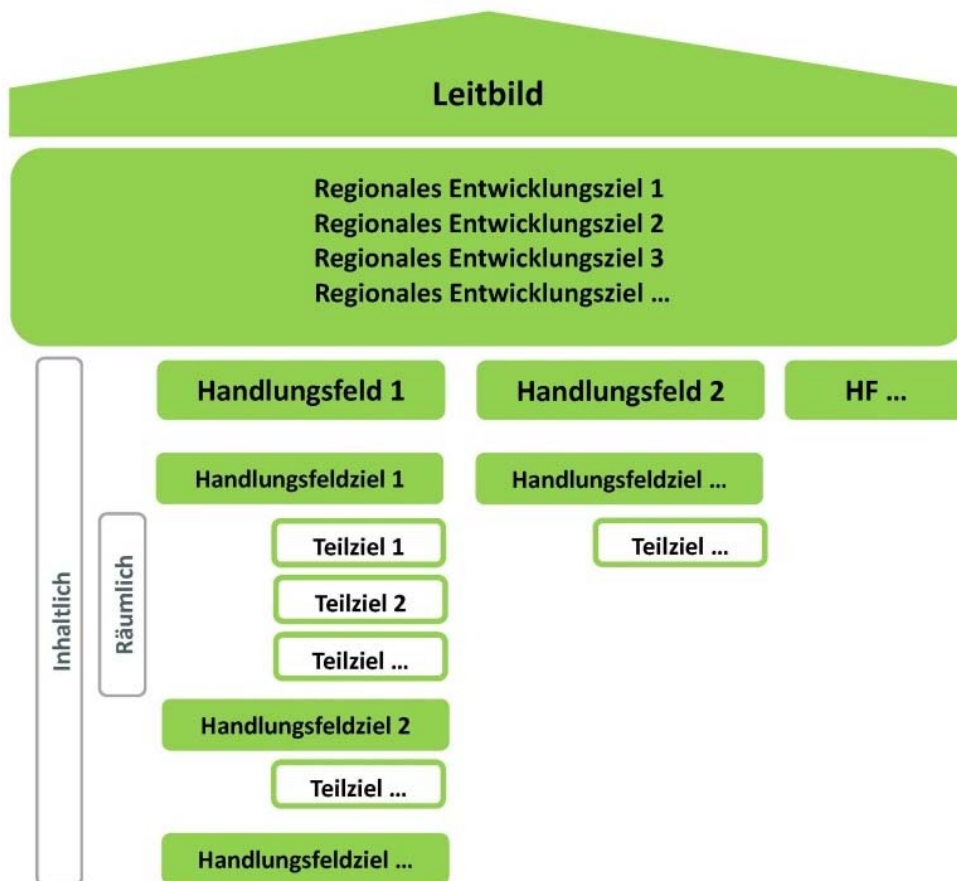 Leitbild
Regionales Entwicklungsziel 1
Regionales Entwicklungsziel 2
Regionales Entwicklungsziel 3
Regionales Entwicklungsziel ...
Handlungsfeld 1
Handlungsfeld 2
HF ...
Handlungsfeldziel 1
Handlungsfeldziel ...
Teilziel 1
Teilziel ...
Teilziel 2
Teilziel ...
Handlungsfeldziel 2
Teilziel ...
Handlungsfeldziel ...
Inhaltlich
Räumlich